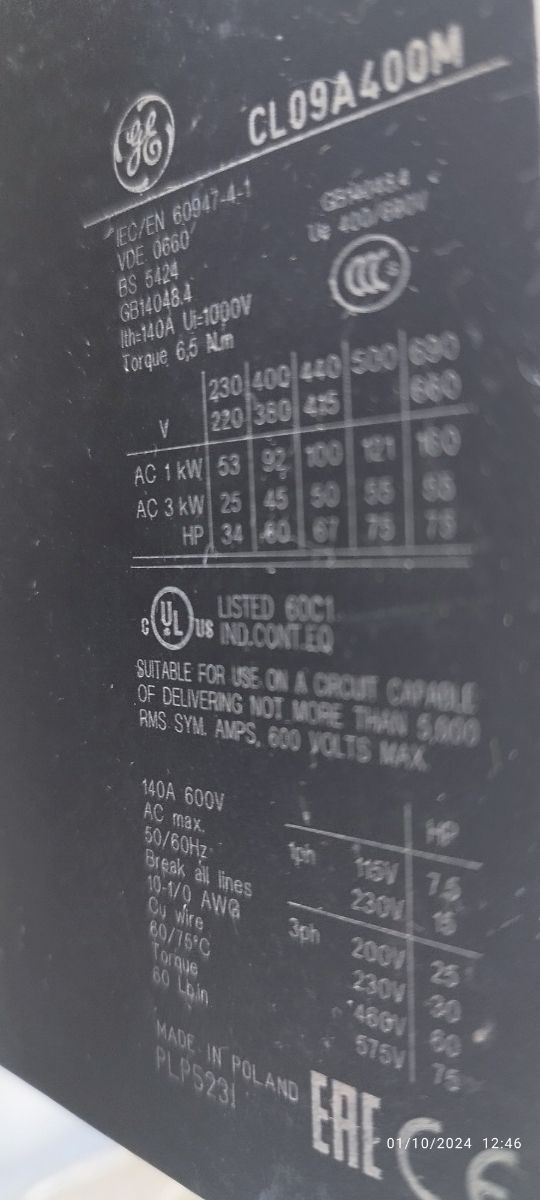 GE
CL09A400M
IEC/EN 60947-4-1
VDE 0660
BS 5424
GB14048.4
Ith=140A Ui=1000V
Torque 6,5 N.m
GB14048.4
Ue 400/690V
CCC
230 400 440 500 690
V 220 380 415 660
AC 1 kW 53 92 100 121 160
AC 3 kW 25 45 50 55 55
HP 34 60 67 75 75
C UL US LISTED 60C1
IND.CONT.EQ
SUITABLE FOR USE ON A CIRCUIT CAPABLE
OF DELIVERING NOT MORE THAN 5,000
RMS SYM. AMPS, 600 VOLTS MAX.
140A 600V
AC max.
50/60Hz.
Break all lines
10-1/0 AWG
Cu wire
60/75°C
Torque
60 Lb.in
HP
1ph 115V 7,5
230V 15
3ph 200V 25
230V 30
460V 60
575V 75
MADE IN POLAND
EAC CE
01/10/2024 12:46